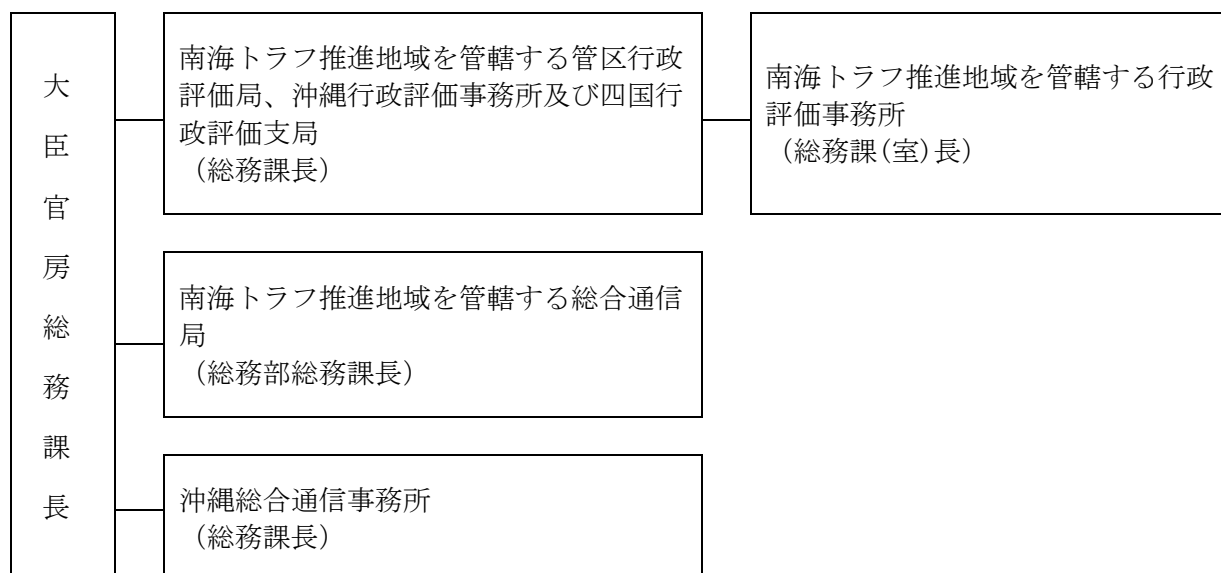 大臣官房総務課長
南海トラフ推進地域を管轄する管区行政
評価局、沖縄行政評価事務所及び四国行
政評価支局
（総務課長）
南海トラフ推進地域を管轄する行政
評価事務所
（総務課(室)長）
南海トラフ推進地域を管轄する総合通信
局
（総務部総務課長）
沖縄総合通信事務所
（総務課長）